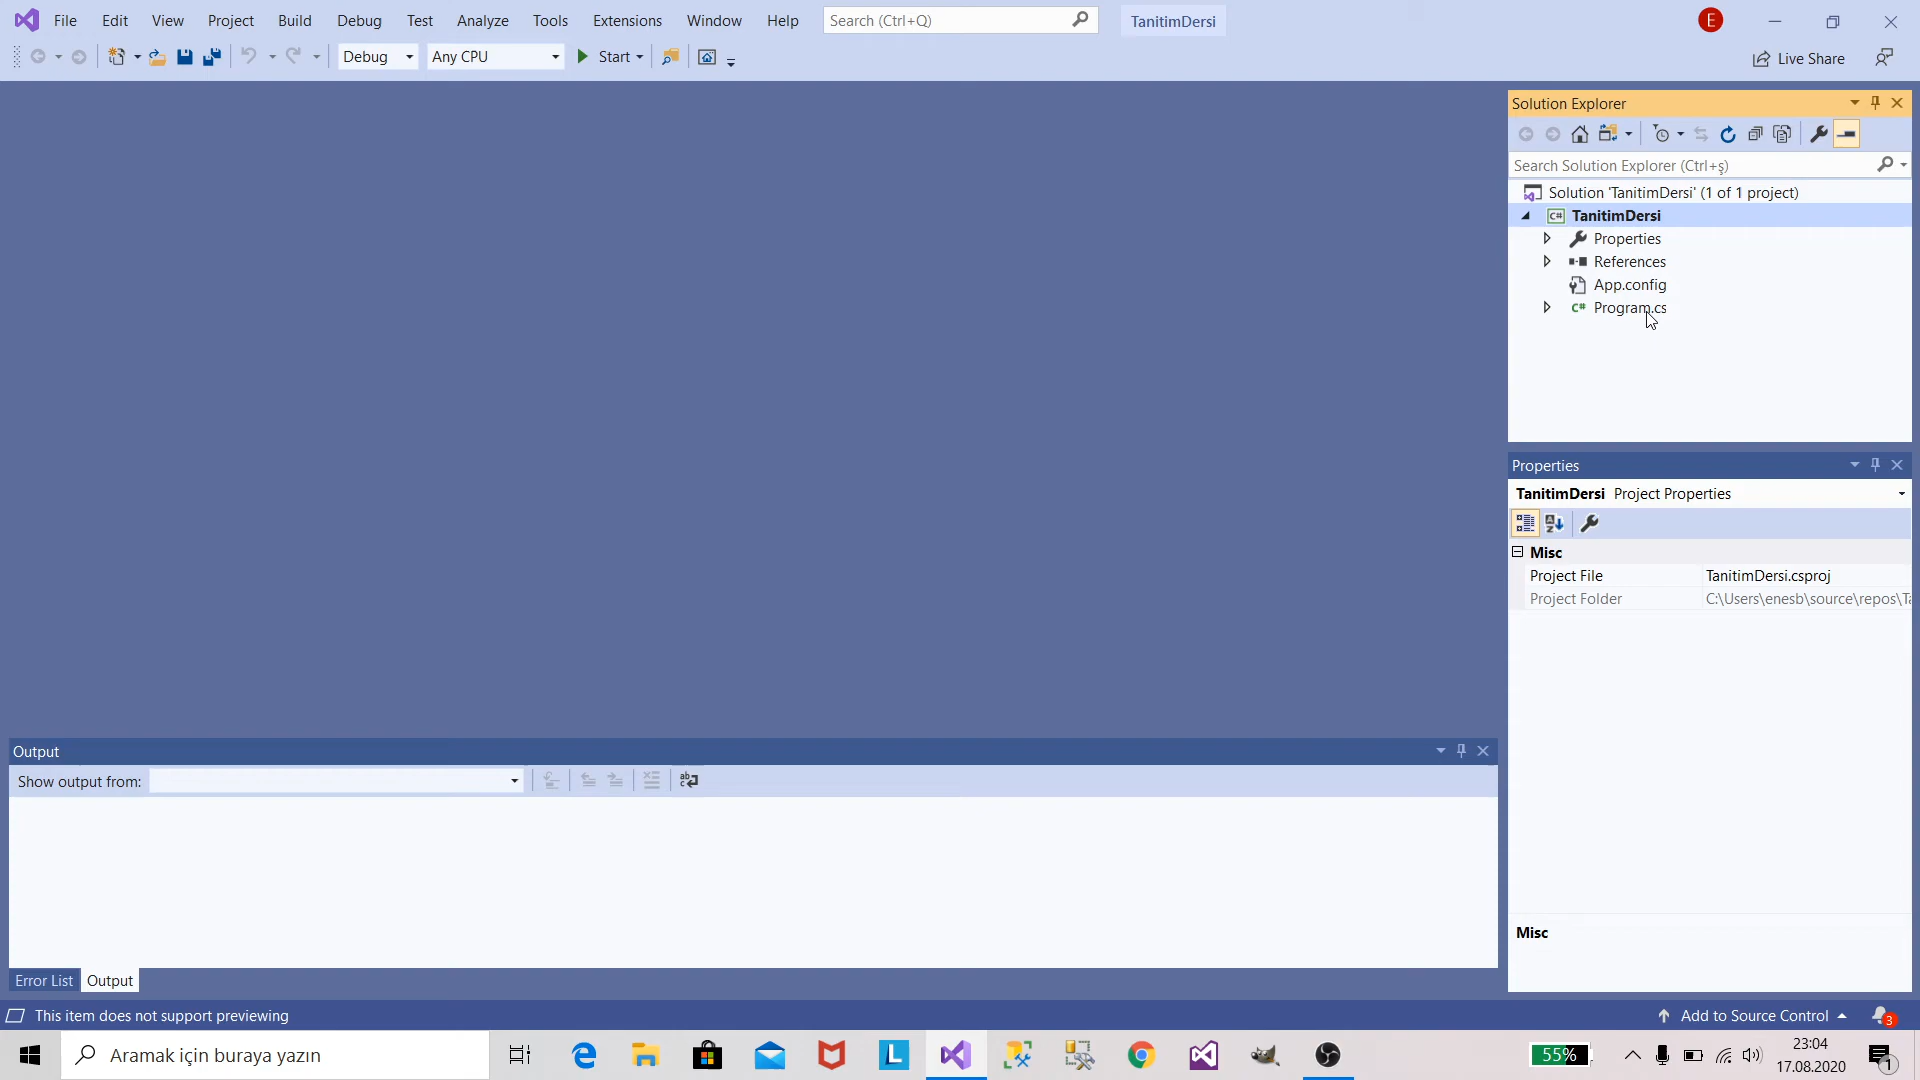 File Edit View Project Build Debug Test Analyze Tools Extensions Window Help Search (Ctrl+Q) TanitimDersi E
Debug Any CPU Start Live Share
Solution Explorer
Search Solution Explorer (Ctrl+ş)
Solution 'TanitimDersi' (1 of 1 project)
C# TanitimDersi
Properties
References
App.config
C# Program.cs
Properties
TanitimDersi Project Properties
Misc
Project File TanitimDersi.csproj
Project Folder C:\Users\enesb\source\repos\Ta
Misc
Output
Show output from:
Error List Output
This item does not support previewing Add to Source Control 3
Aramak için buraya yazın 55% 23:04
17.08.2020 1